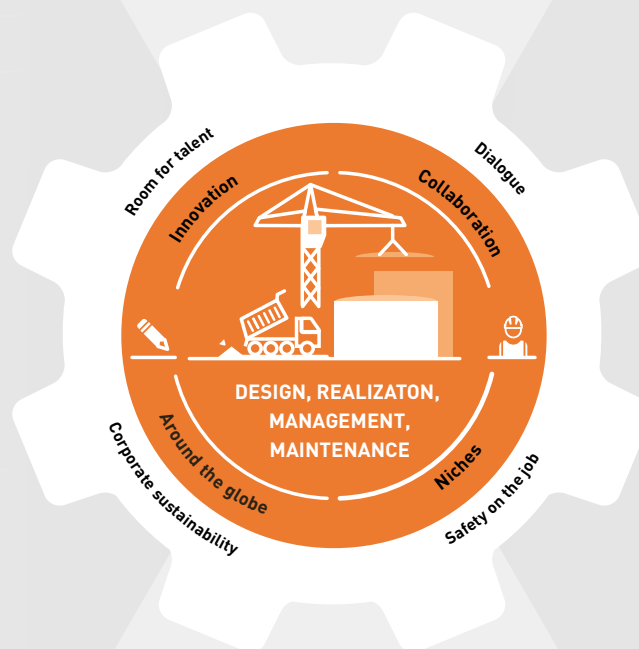 Room for talent
Dialogue
Innovation
Collaboration
DESIGN, REALIZATON,
MANAGEMENT,
MAINTENANCE
Around the globe
Niches
Corporate sustainability
Safety on the job